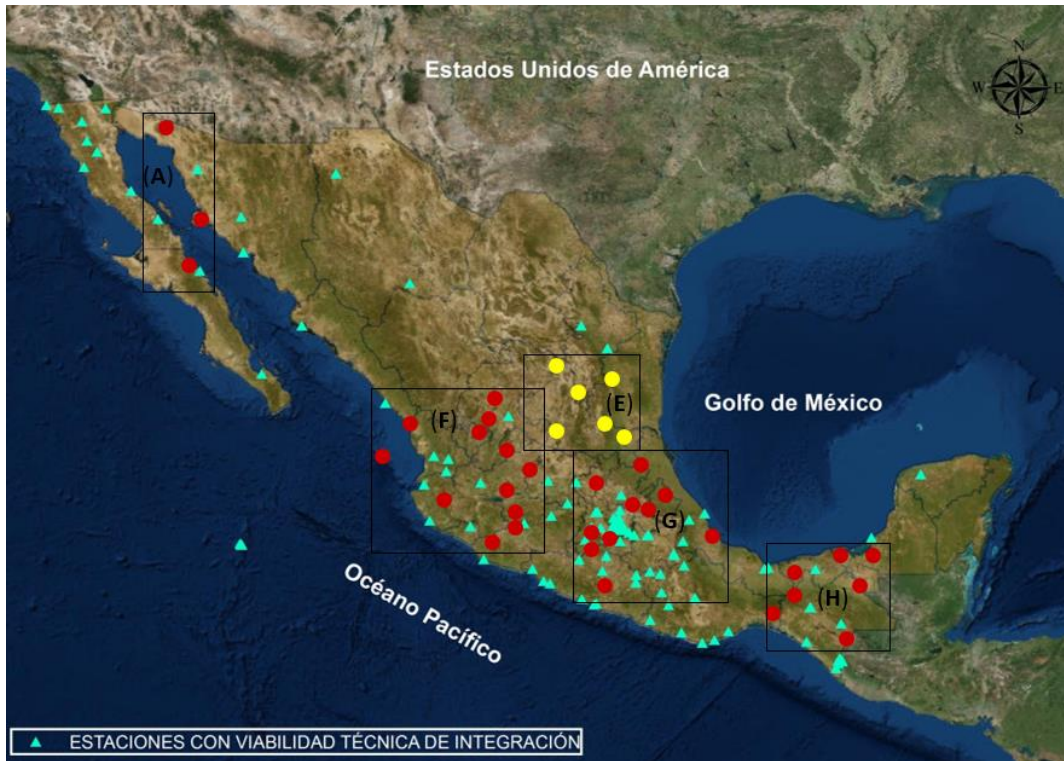 Estados Unidos de América
N
W E
S
(A)
(E)
Golfo de México
(F)
(G)
(H)
Océano Pacífico
ESTACIONES CON VIABILIDAD TÉCNICA DE INTEGRACIÓN